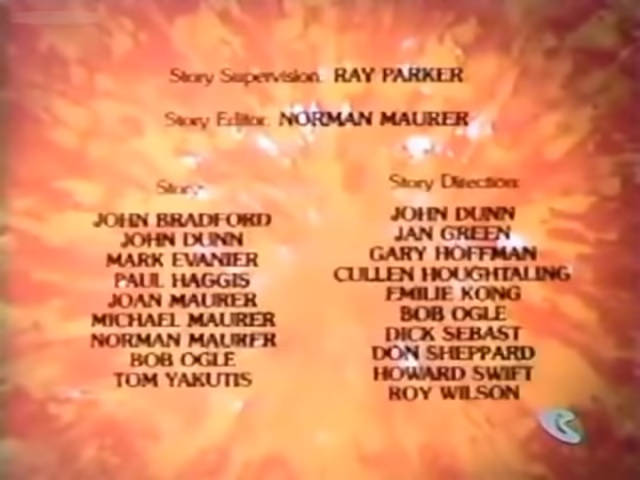 Story Supervision: RAY PARKER
Story Editor: NORMAN MAURER
Story:
JOHN BRADFORD
JOHN DUNN
MARK EVANIER
PAUL HAGGIS
JOAN MAURER
MICHAEL MAURER
NORMAN MAURER
BOB OGLE
TOM YAKUTIS
Story Direction:
JOHN DUNN
JAN GREEN
GARY HOFFMAN
CULLEN HOUGHTALING
EMILIE KONG
BOB OGLE
DICK SEBAST
DON SHEPPARD
HOWARD SWIFT
ROY WILSON